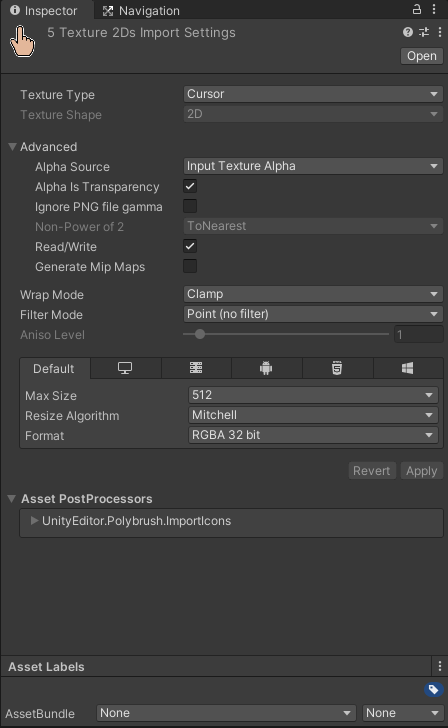 Inspector Navigation
5 Texture 2Ds Import Settings
Open
Texture Type Cursor
Texture Shape 2D
Advanced
Alpha Source Input Texture Alpha
Alpha Is Transparency
Ignore PNG file gamma
Non-Power of 2 ToNearest
Read/Write
Generate Mip Maps
Wrap Mode Clamp
Filter Mode Point (no filter)
Aniso Level 1
Default
Max Size 512
Resize Algorithm Mitchell
Format RGBA 32 bit
Revert Apply
Asset PostProcessors
UnityEditor.Polybrush.ImportIcons
Asset Labels
AssetBundle None None